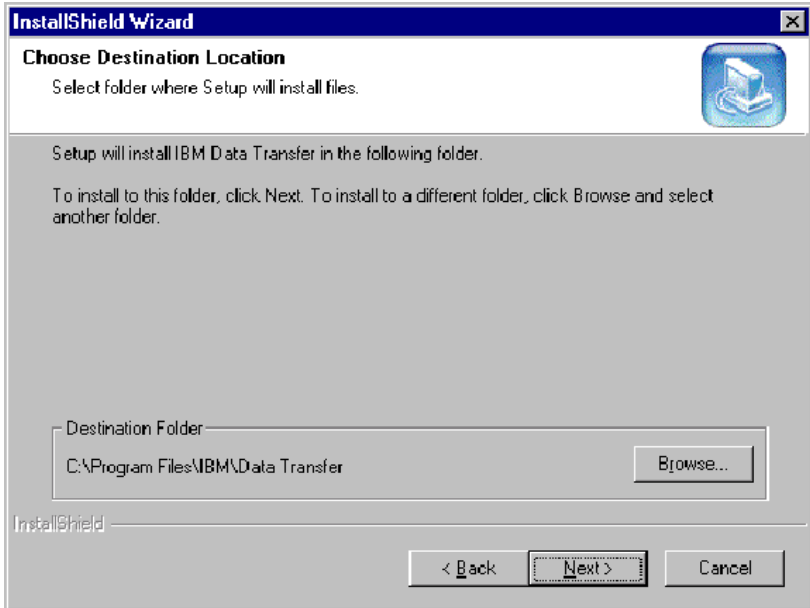 InstallShield Wizard
Choose Destination Location
Select folder where Setup will install files.
Setup will install IBM Data Transfer in the following folder.
To install to this folder, click Next. To install to a different folder, click Browse and select
another folder.
Destination Folder
C:\Program Files\IBM\Data Transfer
Browse...
InstallShield
< Back
Next >
Cancel